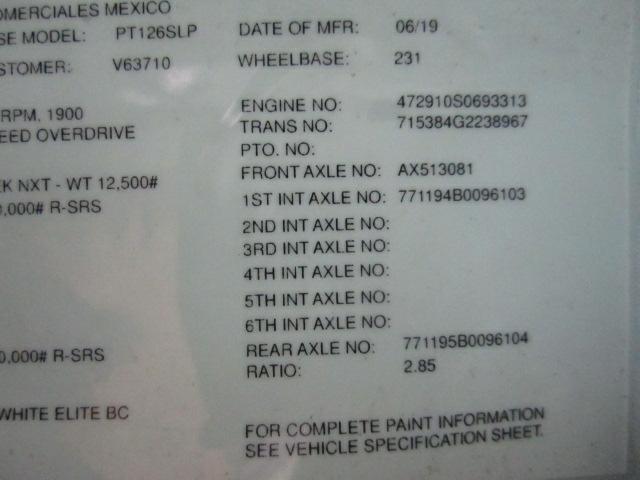 OMERCIALES MEXICO
SE MODEL: PT126SLP DATE OF MFR: 06/19
STOMER: V63710 WHEELBASE: 231
RPM, 1900 ENGINE NO: 472910S0693313
EED OVERDRIVE TRANS NO: 715384G2238967
PTO. NO:
FRONT AXLE NO: AX513081
EK NXT - WT 12,500# 1ST INT AXLE NO: 771194B0096103
0,000# R-SRS 2ND INT AXLE NO:
3RD INT AXLE NO:
4TH INT AXLE NO:
5TH INT AXLE NO:
6TH INT AXLE NO:
0,000# R-SRS REAR AXLE NO: 771195B0096104
RATIO: 2.85
WHITE ELITE BC
FOR COMPLETE PAINT INFORMATION
SEE VEHICLE SPECIFICATION SHEET.